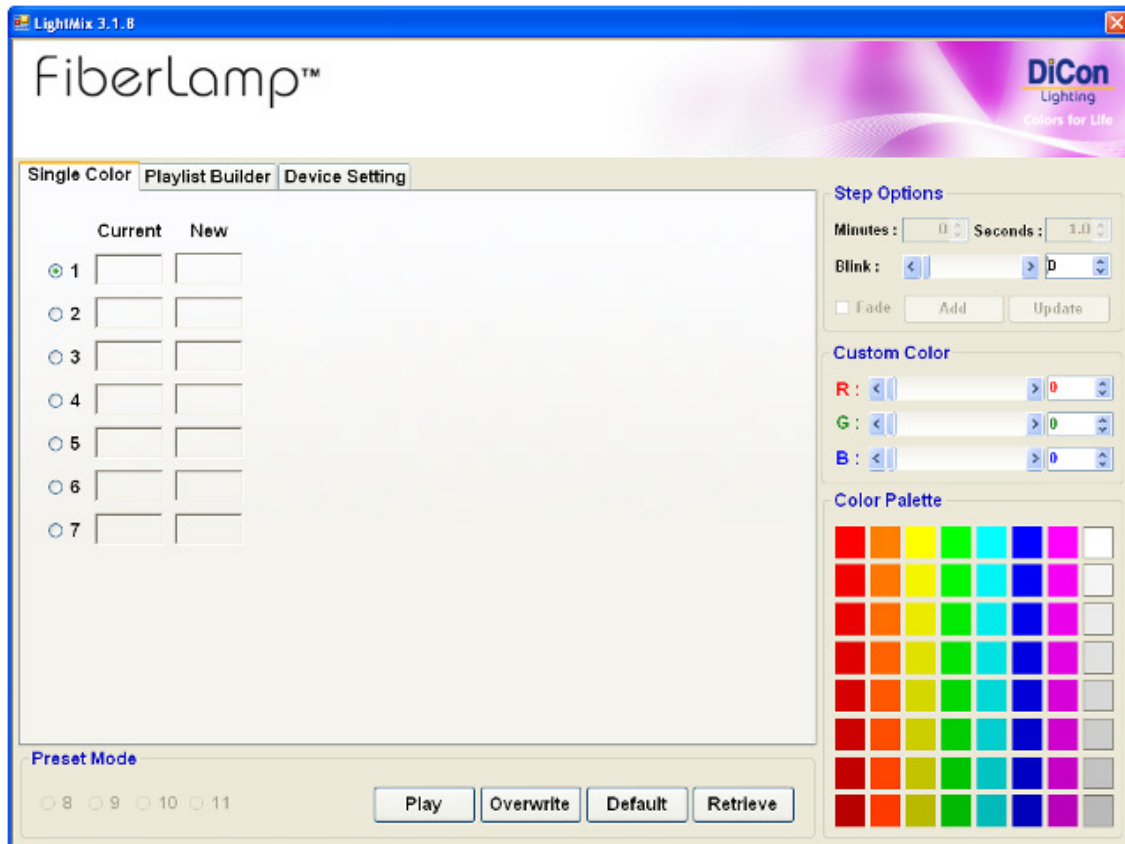 LightMix 3.1.8
FiberLamp™
DiCon
Lighting
Colors for Life
Single Color Playlist Builder Device Setting
Current New
1
2
3
4
5
6
7
Preset Mode
8 9 10 11
Play Overwrite Default Retrieve
Step Options
Minutes : 0 Seconds : 1.0
Blink : 0
Fade Add Update
Custom Color
R : 0
G : 0
B : 0
Color Palette